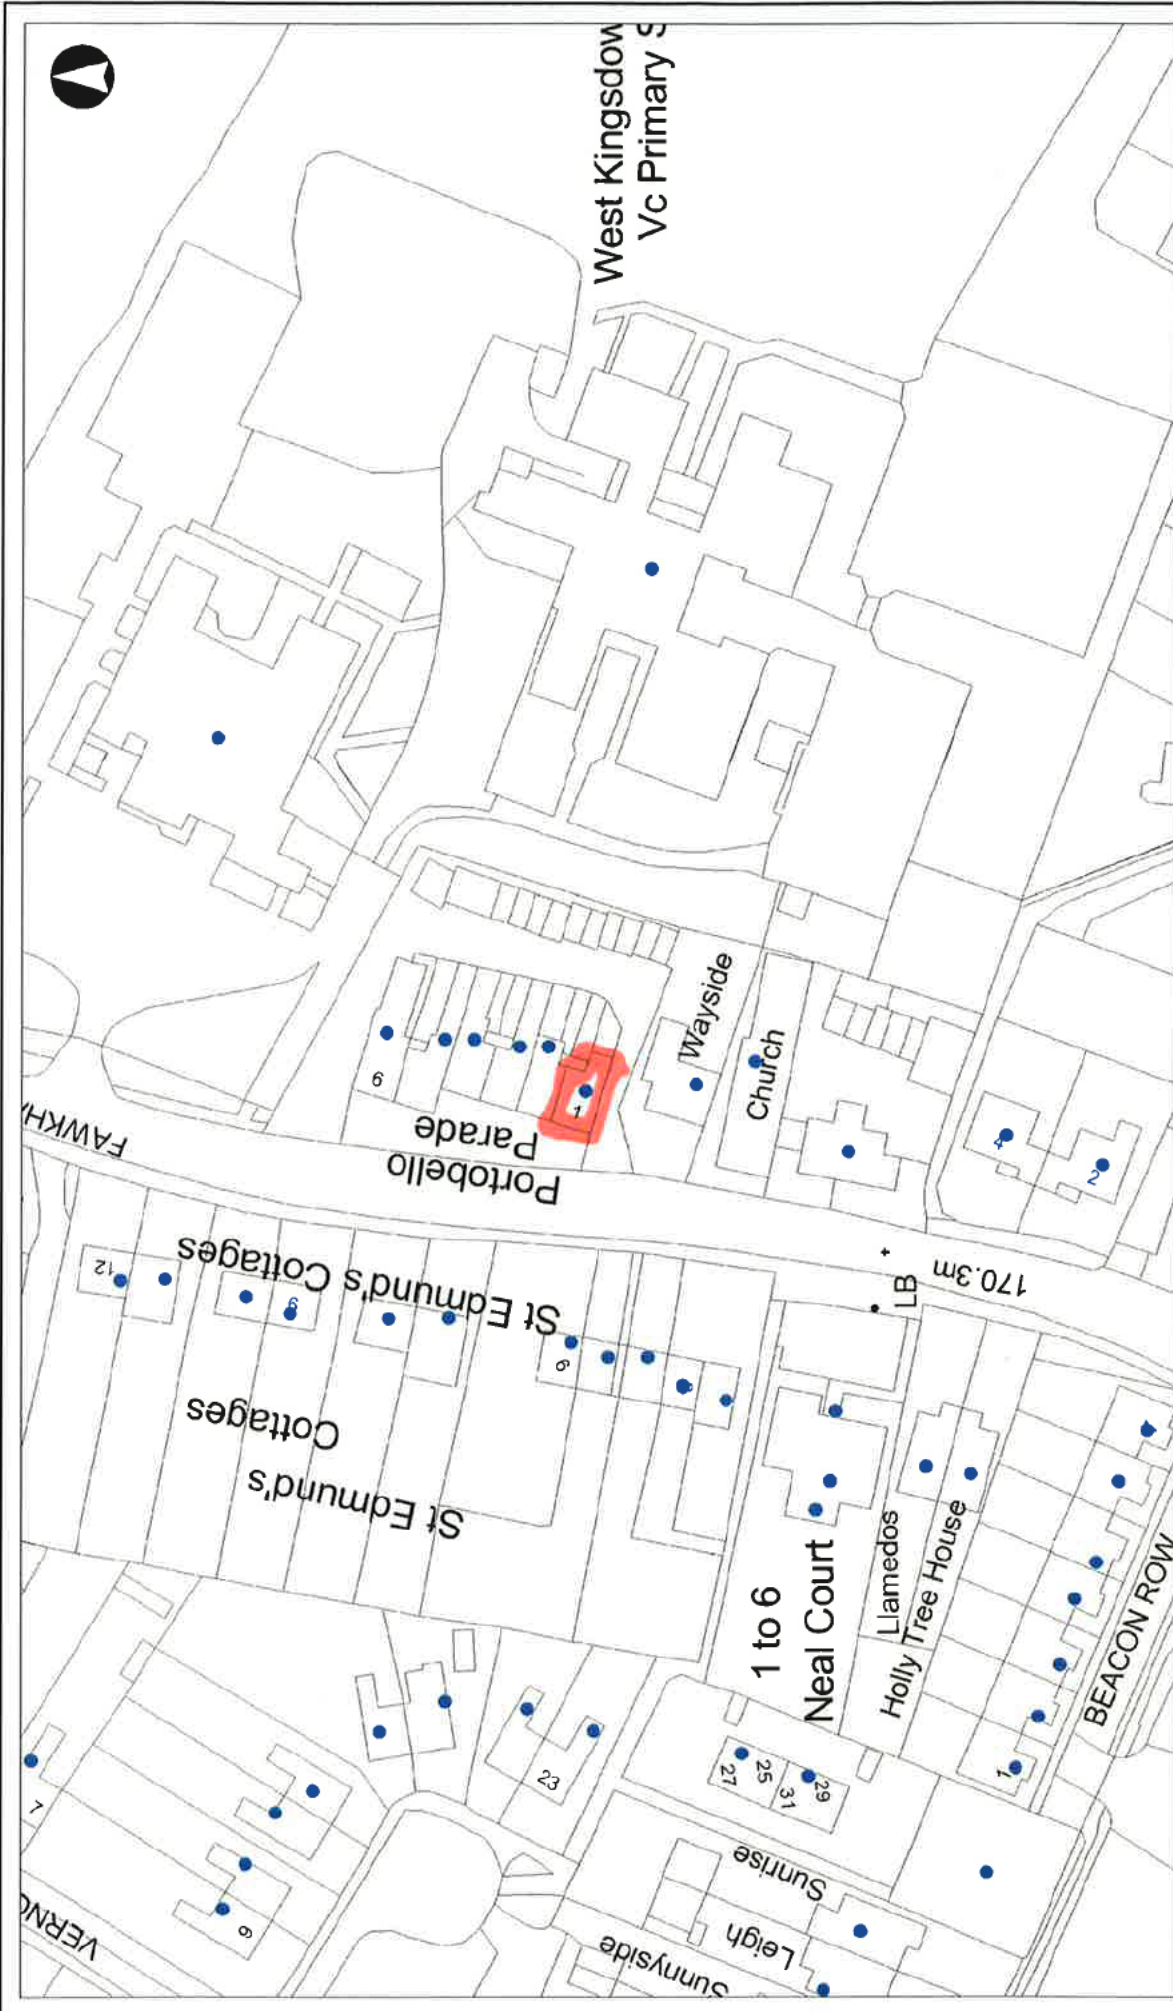 West Kingsdow
Vc Primary S
FAWKHA
6
1
Portobello
Parade
Wayside
Church
4
2
12
9
St Edmund's Cottages
6
LB
170.3m
St Edmund's
Cottages
1 to 6
Neal Court
Llamedos
Holly Tree House
BEACON ROW
1
23
27
25
31
29
7
9
VERNO
Sunrise
Leigh
Sunnyside